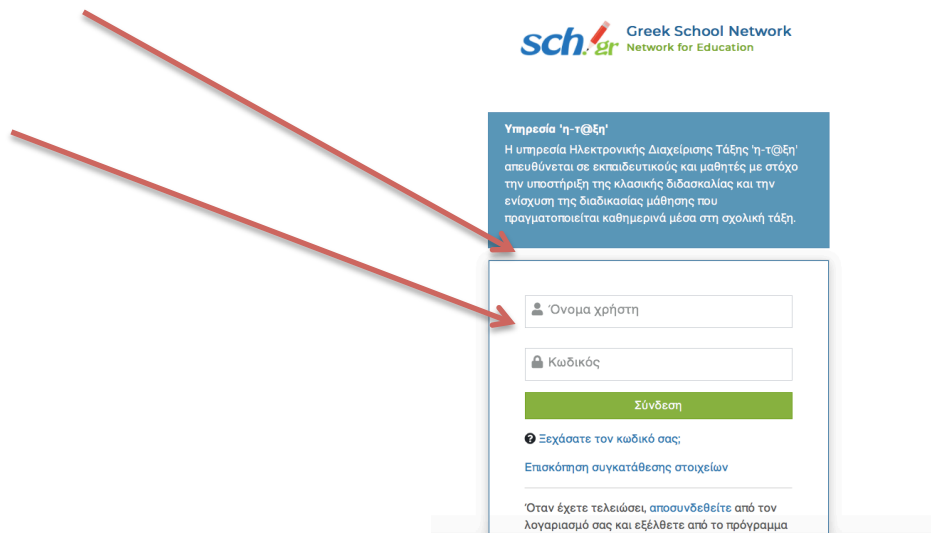 sch.gr
Greek School Network
Network for Education
Υπηρεσία 'η-τ@ξη'
Η υπηρεσία Ηλεκτρονικής Διαχείρισης Τάξης 'η-τ@ξη'
απευθύνεται σε εκπαιδευτικούς και μαθητές με στόχο
την υποστήριξη της κλασικής διδασκαλίας και την
ενίσχυση της διαδικασίας μάθησης που
πραγματοποιείται καθημερινά μέσα στη σχολική τάξη.
Όνομα χρήστη
Κωδικός
Σύνδεση
Ξεχάσατε τον κωδικό σας;
Επισκόπηση συγκατάθεσης στοιχείων
Όταν έχετε τελειώσει, αποσυνδεθείτε από τον
λογαριασμό σας και εξέλθετε από το πρόγραμμα